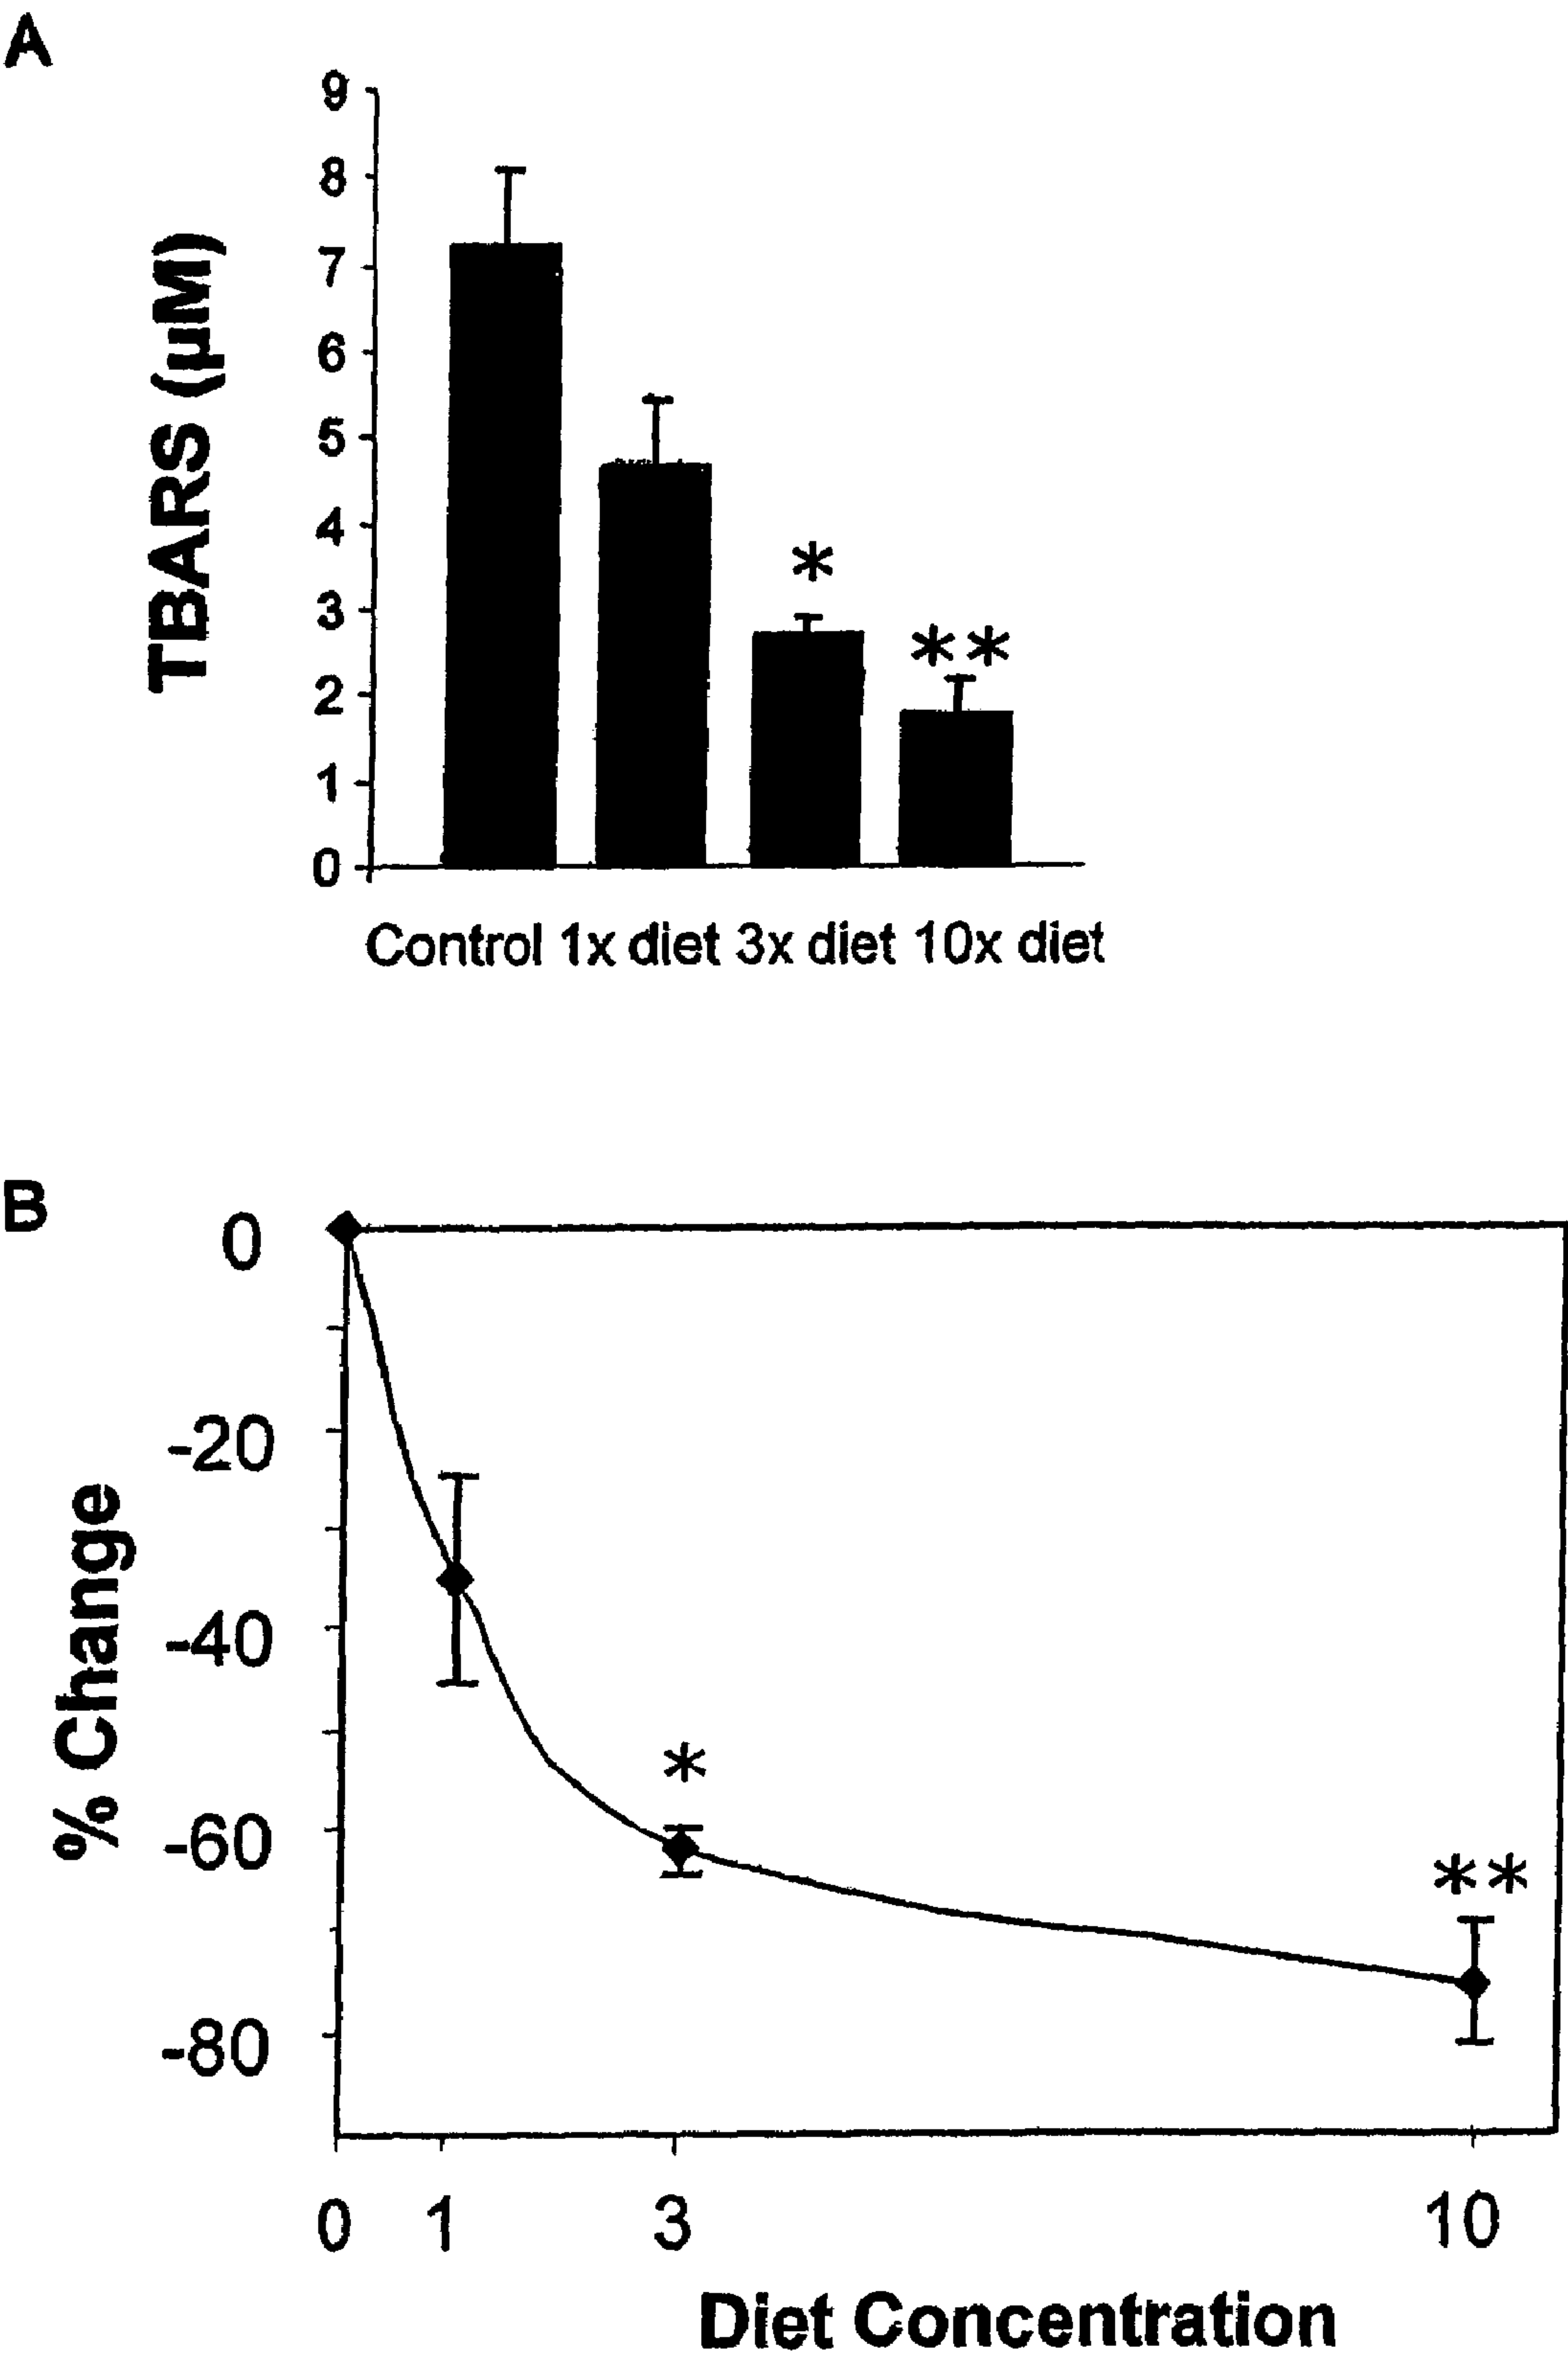 A
9
8
7
6
5
4
3
2
1
0
TBARS (µM)
*
**
Control 1x diet 3x diet 10x diet
B
0
-20
-40
-60
-80
% Change
*
**
0 1 3 10
Diet Concentration